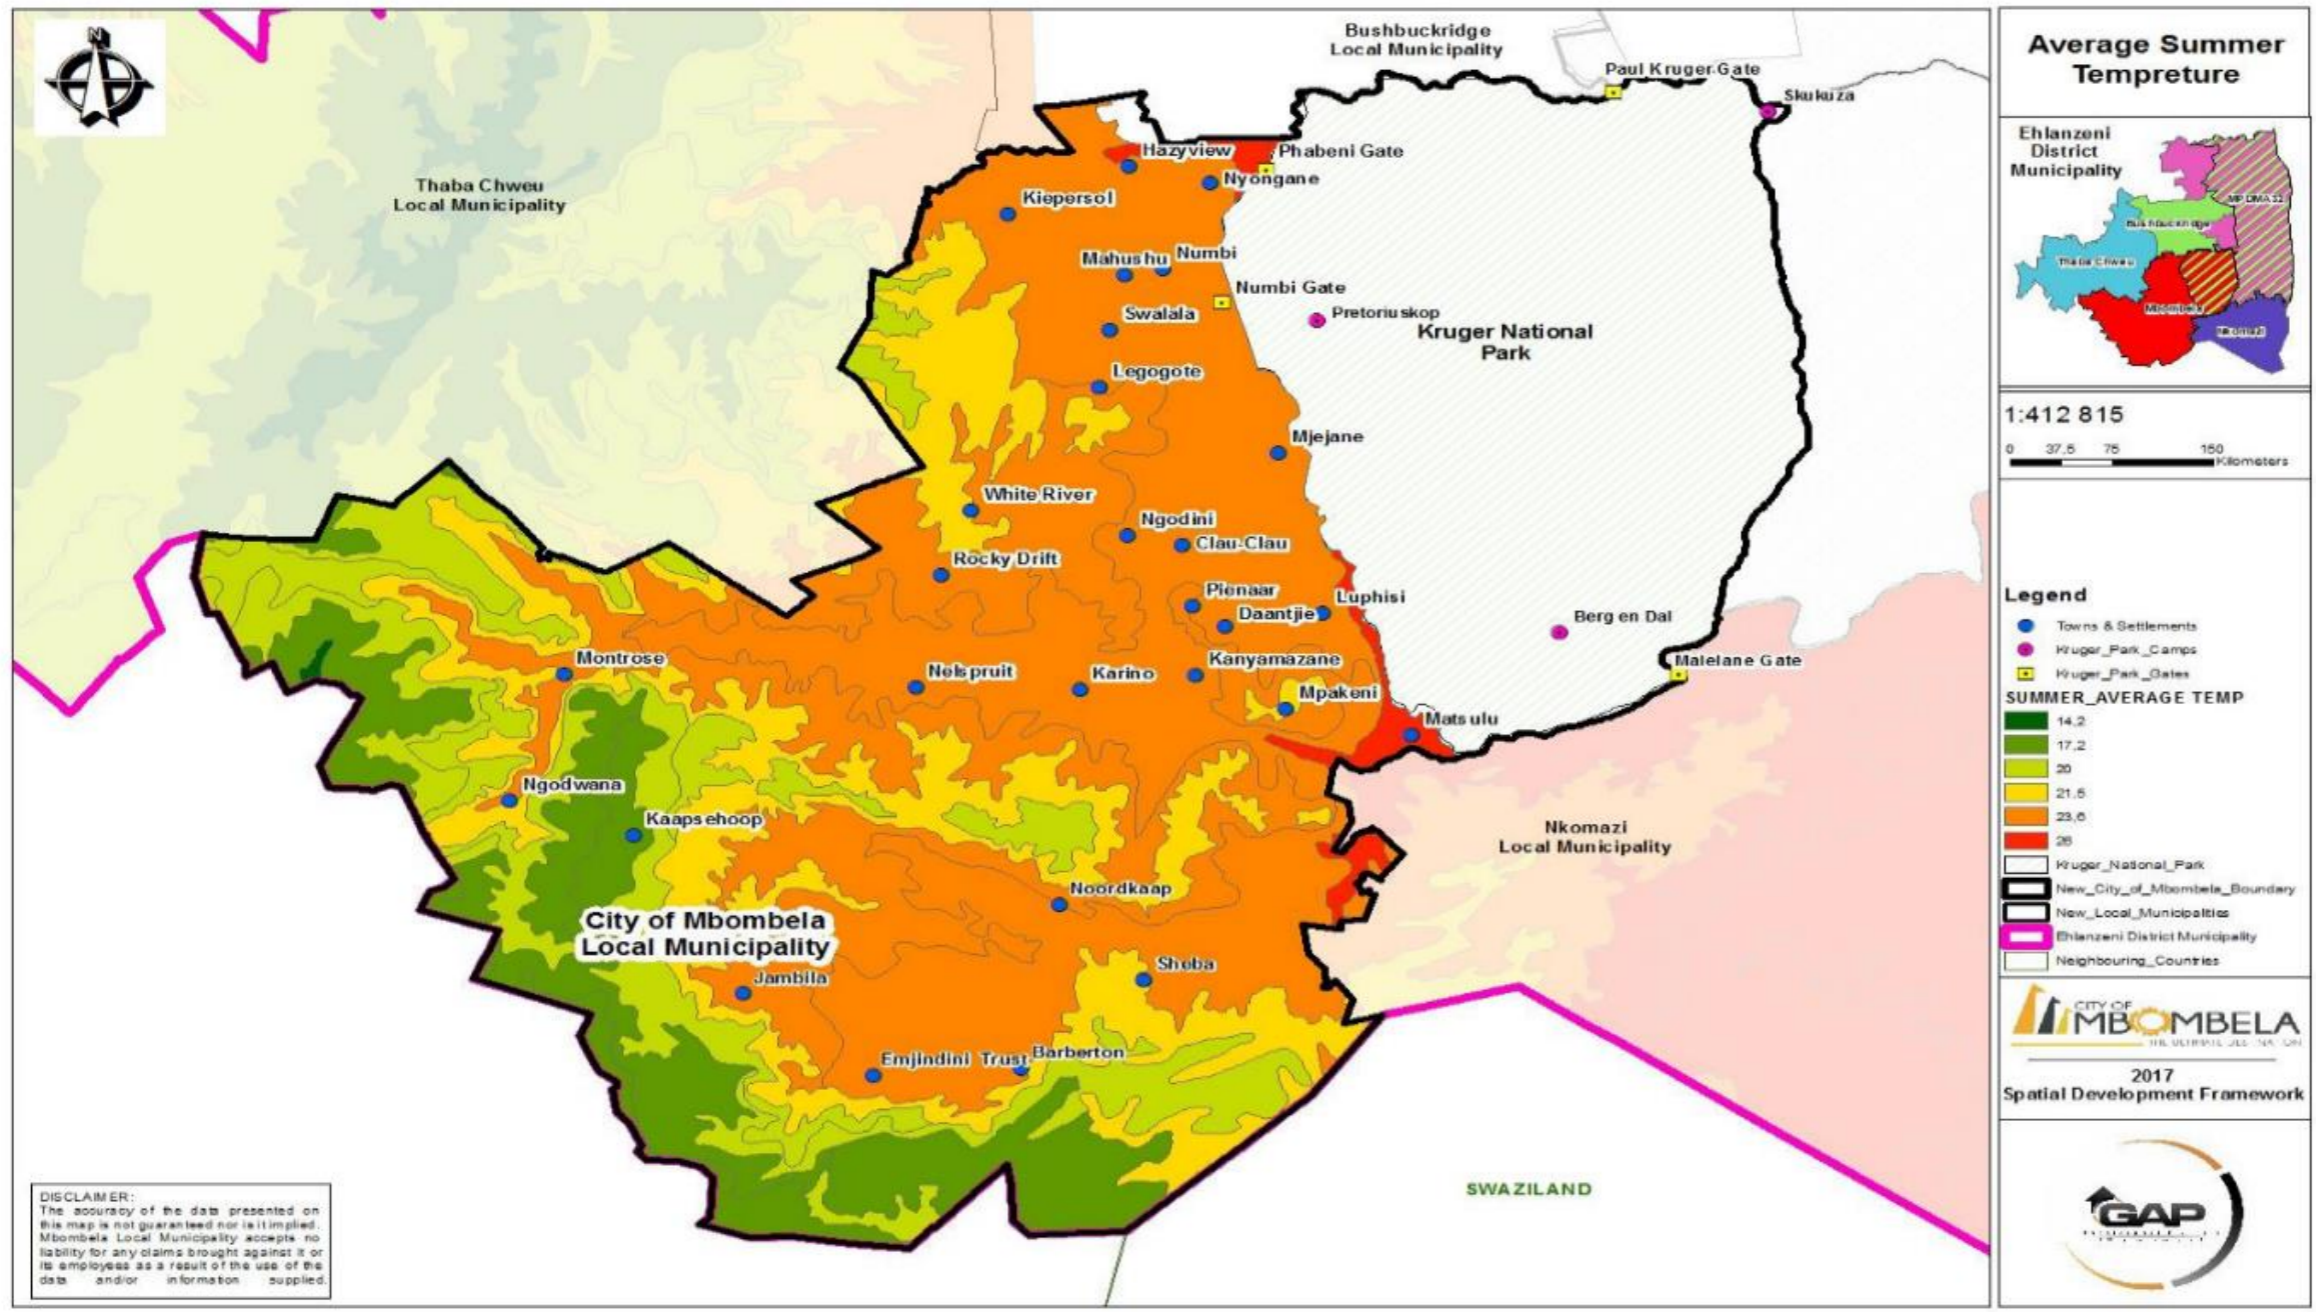 N
Bushbuckridge
Local Municipality
Paul Kruger Gate
Skukuza
Thaba Chweu
Local Municipality
Hazyview
Phabeni Gate
Nyongane
Kiepersol
Mahushu
Numbi
Numbi Gate
Swalala
Pretoriuskop
Kruger National
Park
Legogote
Mjejane
White River
Ngodini
Clau-Clau
Rocky Drift
Pienaar
Daantjie
Luphisi
Berg en Dal
Montrose
Nelspruit
Karino
Kanyamazane
Malelane Gate
Mpakeni
Matsulu
Ngodwana
Kaapsehoop
Nkomazi
Local Municipality
Noordkaap
City of Mbombela
Local Municipality
Sheba
Jambila
Emjindini Trust
Barberton
SWAZILAND
DISCLAIMER:
The accuracy of the data presented on
this map is not guaranteed nor is it implied.
Mbombela Local Municipality accepts no
liability for any claims brought against it or
its employees as a result of the use of the
data and/or information supplied.
Average Summer
Tempreture
Ehlanzeni
District
Municipality
MPDMA32
Bushbuckridge
Thaba Chweu
Mbombela
Nkomazi
1:412 815
0 37,5 75 150
Kilometers
Legend
Towns & Settlements
Kruger_Park_Camps
Kruger_Park_Gates
SUMMER_AVERAGE TEMP
14,2
17,2
20
21,5
23,6
26
Kruger_National_Park
New_City_of_Mbombela_Boundary
New_Local_Municipalities
Ehlanzeni District Municipality
Neighbouring_Countries
CITY OF
MBOMBELA
2017
Spatial Development Framework
GAP